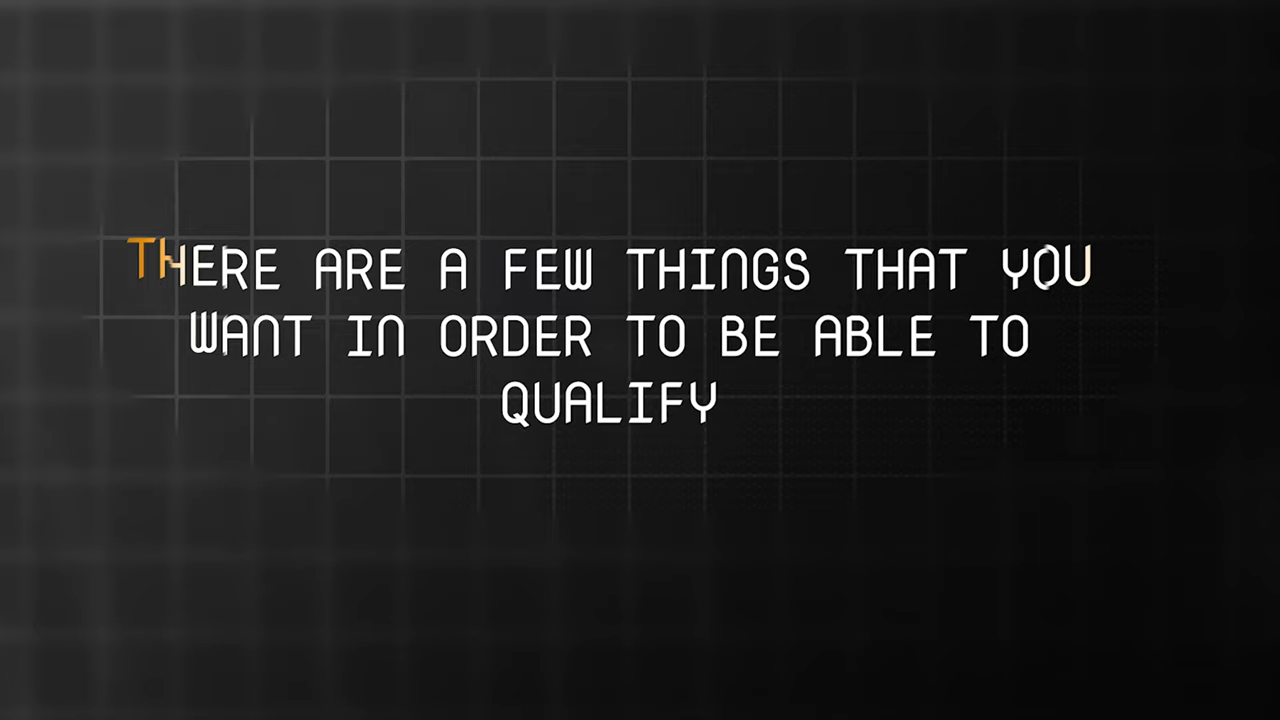 THERE ARE A FEW THINGS THAT YOU
WANT IN ORDER TO BE ABLE TO
QUALIFY